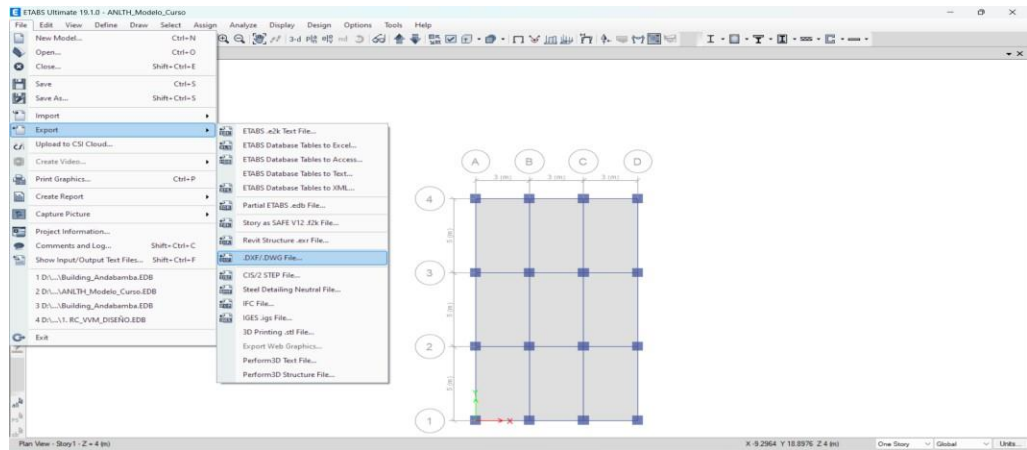 ETABS Ultimate 19.1.0 - ANLTH_Modelo_Curso
File Edit View Define Draw Select Assign Analyze Display Design Options Tools Help
New Model... Ctrl+N
Open... Ctrl+O
Close... Shift+Ctrl+E
Save Ctrl+S
Save As... Shift+Ctrl+S
Import
Export
Upload to CSI Cloud...
Create Video...
Print Graphics... Ctrl+P
Create Report
Capture Picture
Project Information...
Comments and Log... Shift+Ctrl+C
Show Input/Output Text Files... Shift+Ctrl+F
1 D:\...\Building_Andabamba.EDB
2 D:\...\ANLTH_Modelo_Curso.EDB
3 D:\...\Building_Andabamba.EDB
4 D:\...\1. RC_VVM_DISEÑO.EDB
Exit
ETABS .e2k Text File...
ETABS Database Tables to Excel...
ETABS Database Tables to Access...
ETABS Database Tables to Text...
ETABS Database Tables to XML...
Partial ETABS .edb File...
Story as SAFE V12 .f2k File...
Revit Structure .exr File...
.DXF/.DWG File...
CIS/2 STEP File...
Steel Detailing Neutral File...
IFC File...
IGES .igs File...
3D Printing .stl File...
Export Web Graphics...
Perform3D Text File...
Perform3D Structure File...
A B C D
3 (m) 3 (m) 3 (m)
4
5 (m)
3
5 (m)
2
5 (m)
Y
1
X
Plan View - Story1 - Z = 4 (m) X -9.2964 Y 18.8976 Z 4 (m) One Story Global Units...